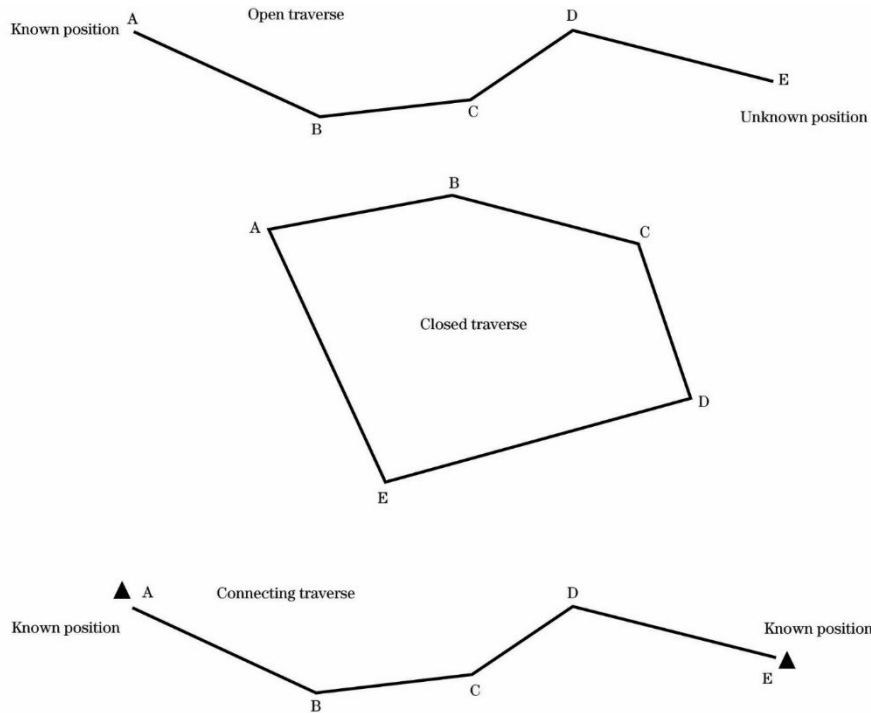 A
Open traverse
D
Known position
B
C
E
Unknown position
B
A
C
Closed traverse
D
E
A
Connecting traverse
D
Known position
Known position
B
C
E